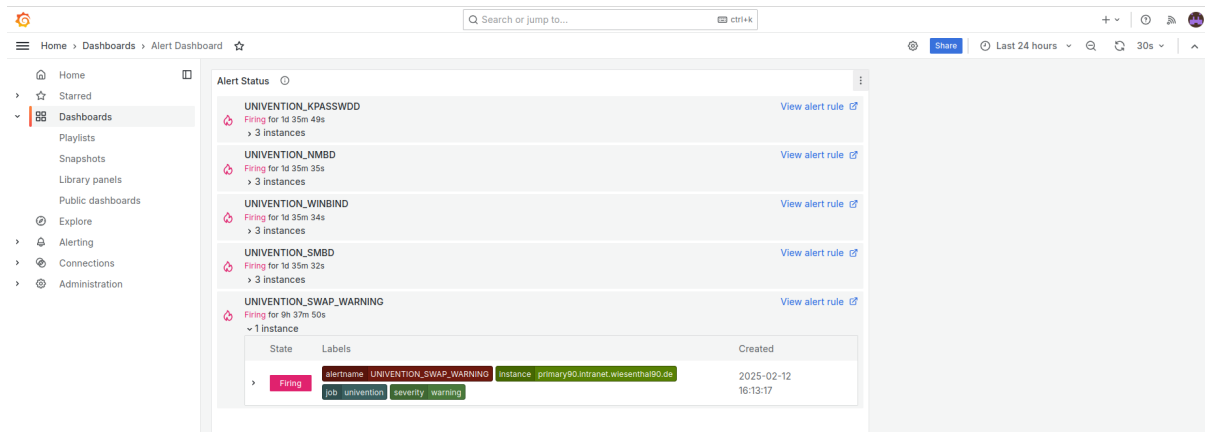 Search or jump to...
ctrl+k
Home › Dashboards › Alert Dashboard
Share
Last 24 hours
30s
Home
Starred
Dashboards
Playlists
Snapshots
Library panels
Public dashboards
Explore
Alerting
Connections
Administration
Alert Status
UNIVENTION_KPASSWDD
View alert rule
Firing for 1d 35m 49s
3 instances
UNIVENTION_NMBD
View alert rule
Firing for 1d 35m 35s
3 instances
UNIVENTION_WINBIND
View alert rule
Firing for 1d 35m 34s
3 instances
UNIVENTION_SMBD
View alert rule
Firing for 1d 35m 32s
3 instances
UNIVENTION_SWAP_WARNING
View alert rule
Firing for 9h 37m 50s
1 instance
State Labels Created
Firing
alertname UNIVENTION_SWAP_WARNING instance primary90.intranet.wiesenthal90.de
job univention severity warning
2025-02-12
16:13:17